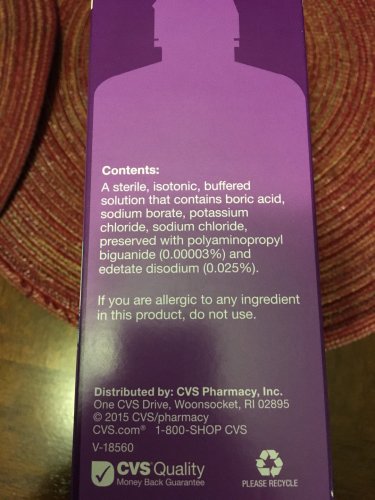 Contents:
A sterile, isotonic, buffered
solution that contains boric acid,
sodium borate, potassium
chloride, sodium chloride,
preserved with polyaminopropyl
biguanide (0.00003%) and
edetate disodium (0.025%).
If you are allergic to any ingredient
in this product, do not use.
Distributed by: CVS Pharmacy, Inc.
One CVS Drive, Woonsocket, RI 02895
© 2015 CVS/pharmacy
CVS.com® 1-800-SHOP CVS
V-18560
CVS Quality
Money Back Guarantee
PLEASE RECYCLE